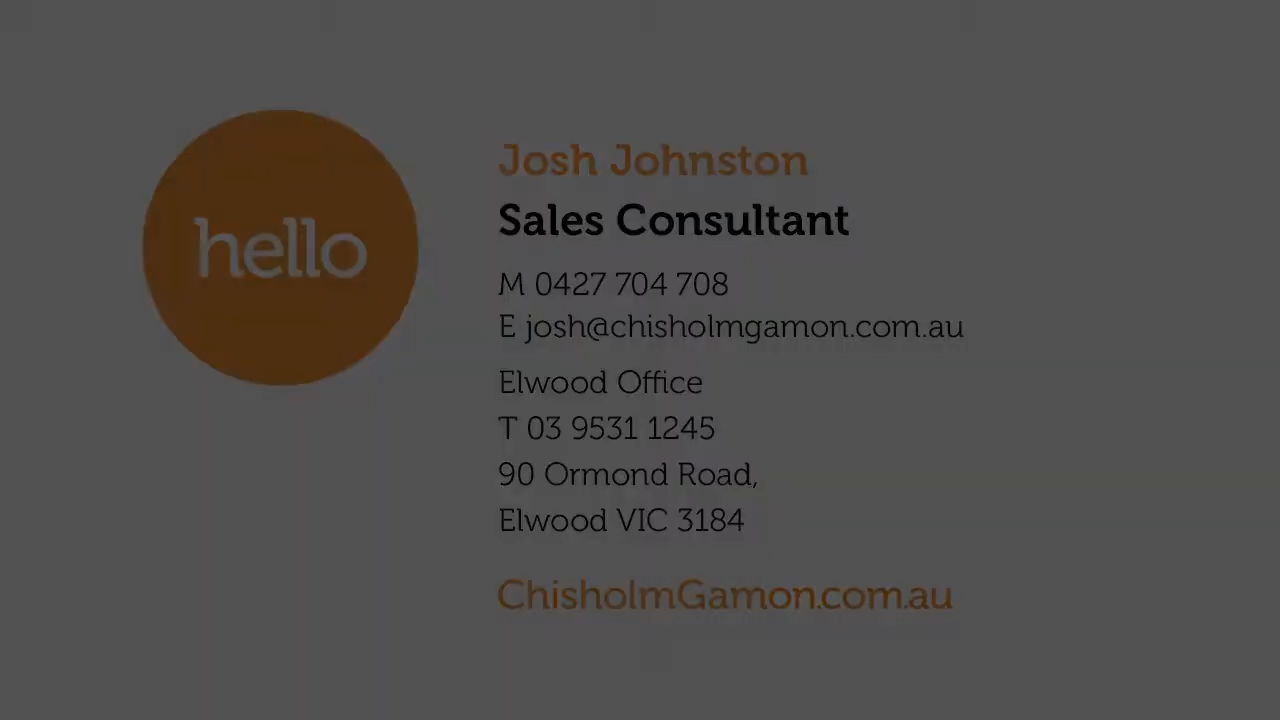 hello
Josh Johnston
Sales Consultant
M 0427 704 708
E josh@chisholmgamon.com.au
Elwood Office
T 03 9531 1245
90 Ormond Road,
Elwood VIC 3184
ChisholmGamon.com.au